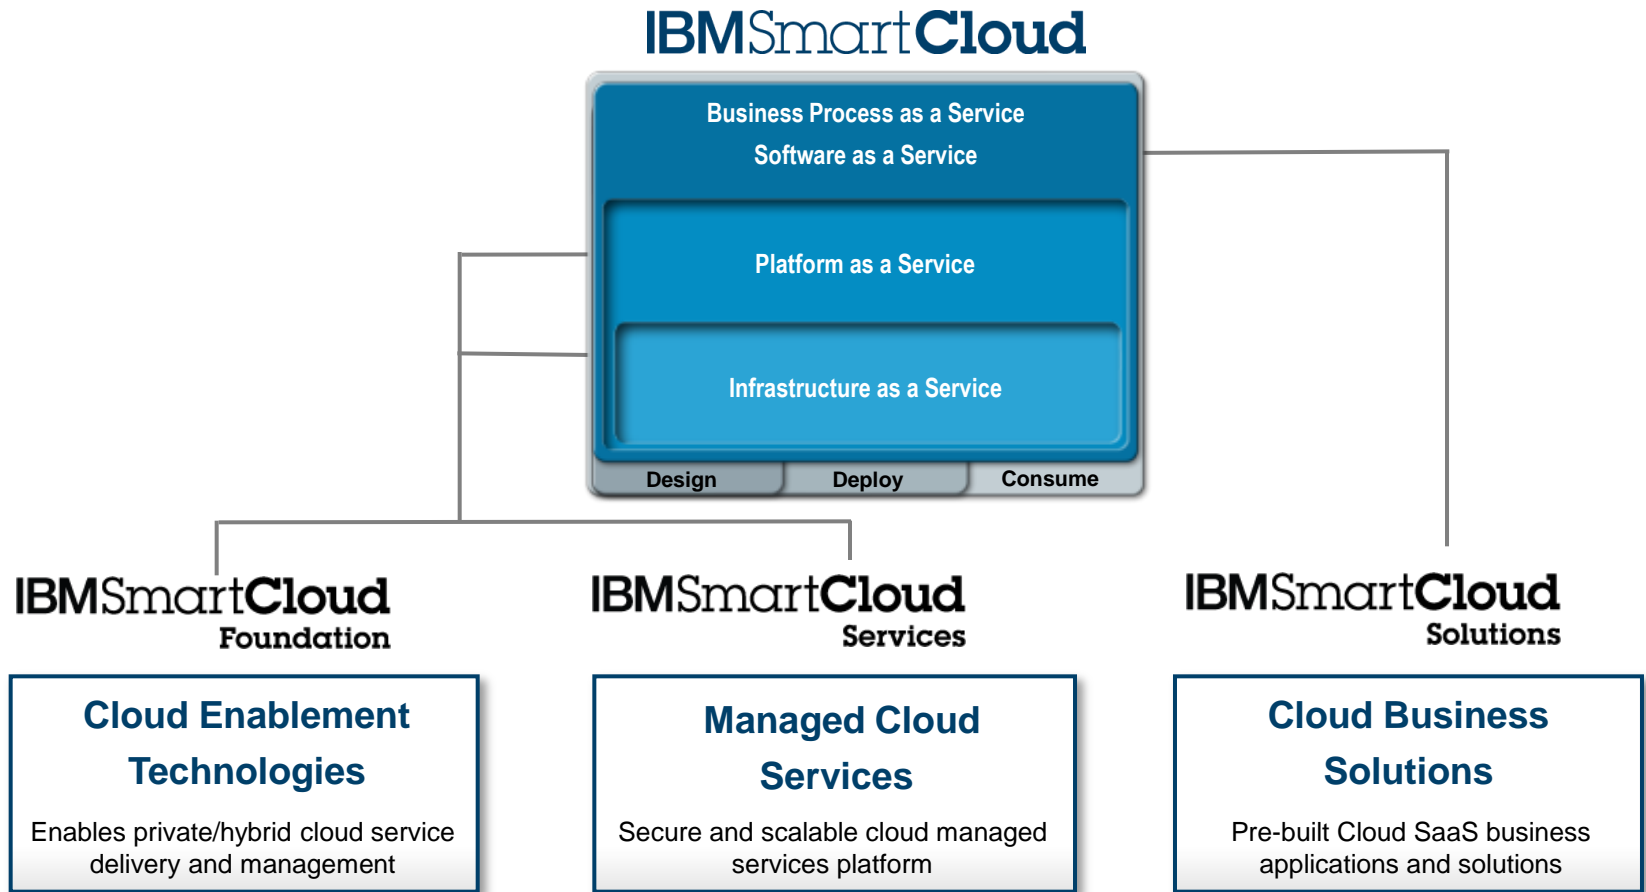 IBMSmartCloud
Business Process as a Service
Software as a Service
Platform as a Service
Infrastructure as a Service
Design Deploy Consume
IBMSmartCloud
Foundation
IBMSmartCloud
Services
IBMSmartCloud
Solutions
Cloud Enablement
Technologies
Enables private/hybrid cloud service
delivery and management
Managed Cloud
Services
Secure and scalable cloud managed
services platform
Cloud Business
Solutions
Pre-built Cloud SaaS business
applications and solutions